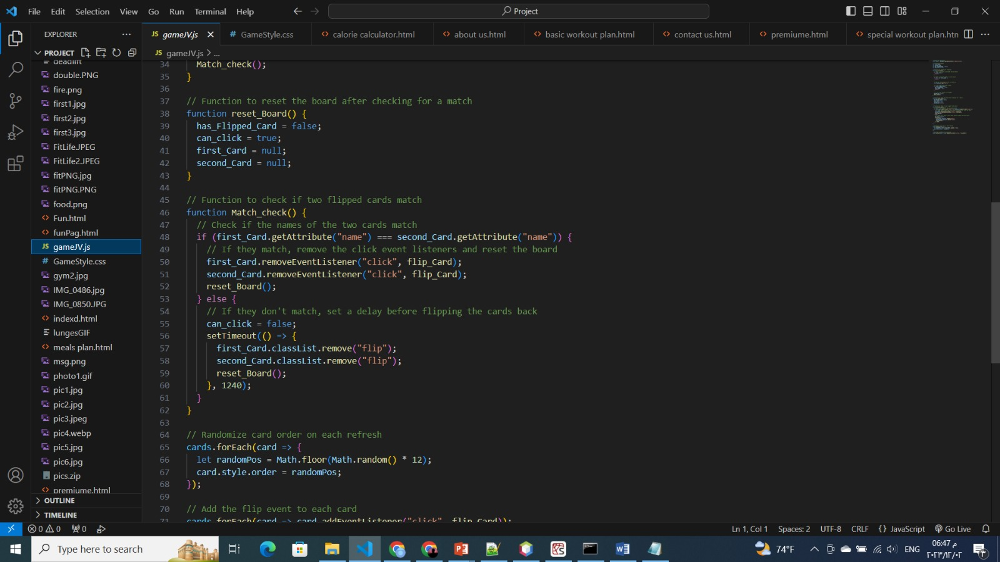 File Edit Selection View Go Run Terminal Help
Project
EXPLORER
JS gameJV.js
# GameStyle.css
<> calorie calculator.html
<> about us.html
<> basic workout plan.html
<> contact us.html
<> premiume.html
<> special workout plan.htm
PROJECT
JS gameJV.js > ...
deadlift
double.PNG
fire.png
first1.jpg
first2.jpg
first3.jpg
FitLife.JPEG
FitLife2.JPEG
fitPNG.jpg
fitPNG.PNG
food.png
<> Fun.html
<> funPag.html
JS gameJV.js
# GameStyle.css
gym2.jpg
IMG_0486.jpg
IMG_0850.JPG
<> indexd.html
lungesGIF
<> meals plan.html
msg.png
photo1.gif
pic1.jpg
pic2.jpg
pic3.jpeg
pic4.webp
pic5.jpg
pic6.jpg
pics.zip
<> premiume.html
OUTLINE
TIMELINE
34 Match_check();
35 }
36
37 // Function to reset the board after checking for a match
38 function reset_Board() {
39 has_Flipped_Card = false;
40 can_click = true;
41 first_Card = null;
42 second_Card = null;
43 }
44
45 // Function to check if two flipped cards match
46 function Match_check() {
47 // Check if the names of the two cards match
48 if (first_Card.getAttribute("name") === second_Card.getAttribute("name")) {
49 // If they match, remove the click event listeners and reset the board
50 first_Card.removeEventListener("click", flip_Card);
51 second_Card.removeEventListener("click", flip_Card);
52 reset_Board();
53 } else {
54 // If they don't match, set a delay before flipping the cards back
55 can_click = false;
56 setTimeout(() => {
57 first_Card.classList.remove("flip");
58 second_Card.classList.remove("flip");
59 reset_Board();
60 }, 1240);
61 }
62 }
63
64 // Randomize card order on each refresh
65 cards.forEach(card => {
66 let randomPos = Math.floor(Math.random() * 12);
67 card.style.order = randomPos;
68 });
69
70 // Add the flip event to each card
71 cards.forEach(card => card.addEventListener("click", flip_Card));
0 0 0 Ln 1, Col 1 Spaces: 2 UTF-8 CRLF {} JavaScript Go Live
Type here to search
74°F
ENG
06:47 م
٢٠٢٣/١٢/٠٢
٣